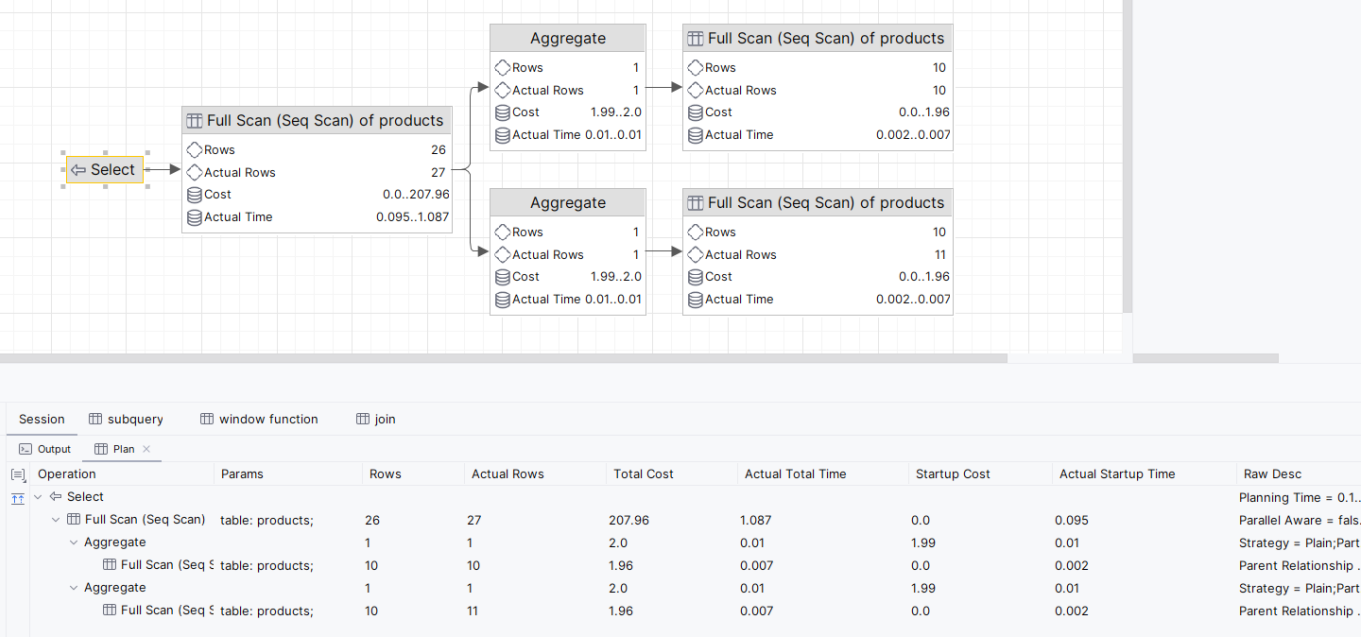 Aggregate
Rows 1
Actual Rows 1
Cost 1.99..2.0
Actual Time 0.01..0.01
Full Scan (Seq Scan) of products
Rows 10
Actual Rows 10
Cost 0.0..1.96
Actual Time 0.002..0.007
Select
Full Scan (Seq Scan) of products
Rows 26
Actual Rows 27
Cost 0.0..207.96
Actual Time 0.095..1.087
Aggregate
Rows 1
Actual Rows 1
Cost 1.99..2.0
Actual Time 0.01..0.01
Full Scan (Seq Scan) of products
Rows 10
Actual Rows 11
Cost 0.0..1.96
Actual Time 0.002..0.007
Session subquery window function join
Output Plan
Operation Params Rows Actual Rows Total Cost Actual Total Time Startup Cost Actual Startup Time Raw Desc
Select Planning Time = 0.1..
Full Scan (Seq Scan) table: products; 26 27 207.96 1.087 0.0 0.095 Parallel Aware = fals.
Aggregate 1 1 2.0 0.01 1.99 0.01 Strategy = Plain;Part
Full Scan (Seq S table: products; 10 10 1.96 0.007 0.0 0.002 Parent Relationship ..
Aggregate 1 1 2.0 0.01 1.99 0.01 Strategy = Plain;Part
Full Scan (Seq S table: products; 10 11 1.96 0.007 0.0 0.002 Parent Relationship ..